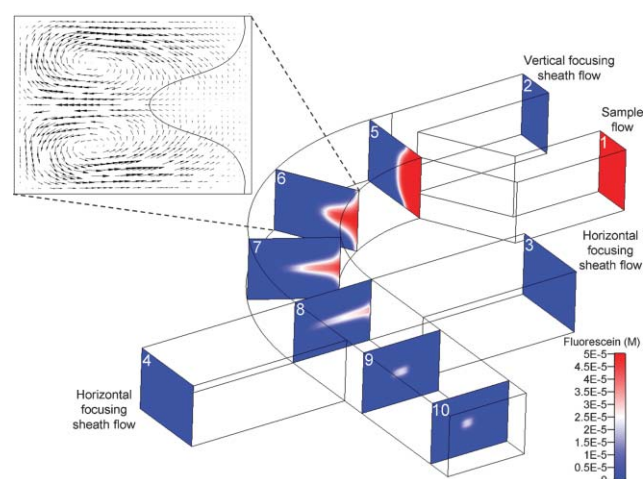 Vertical focusing
sheath flow
2
Sample
flow
1
5
6
Horizontal
focusing
sheath flow
3
7
8
Fluorescein (M)
5E-5
4.5E-5
4E-5
3.5E-5
3E-5
2.5E-5
2E-5
1.5E-5
1E-5
0.5E-5
0
4
Horizontal
focusing
sheath flow
9
10